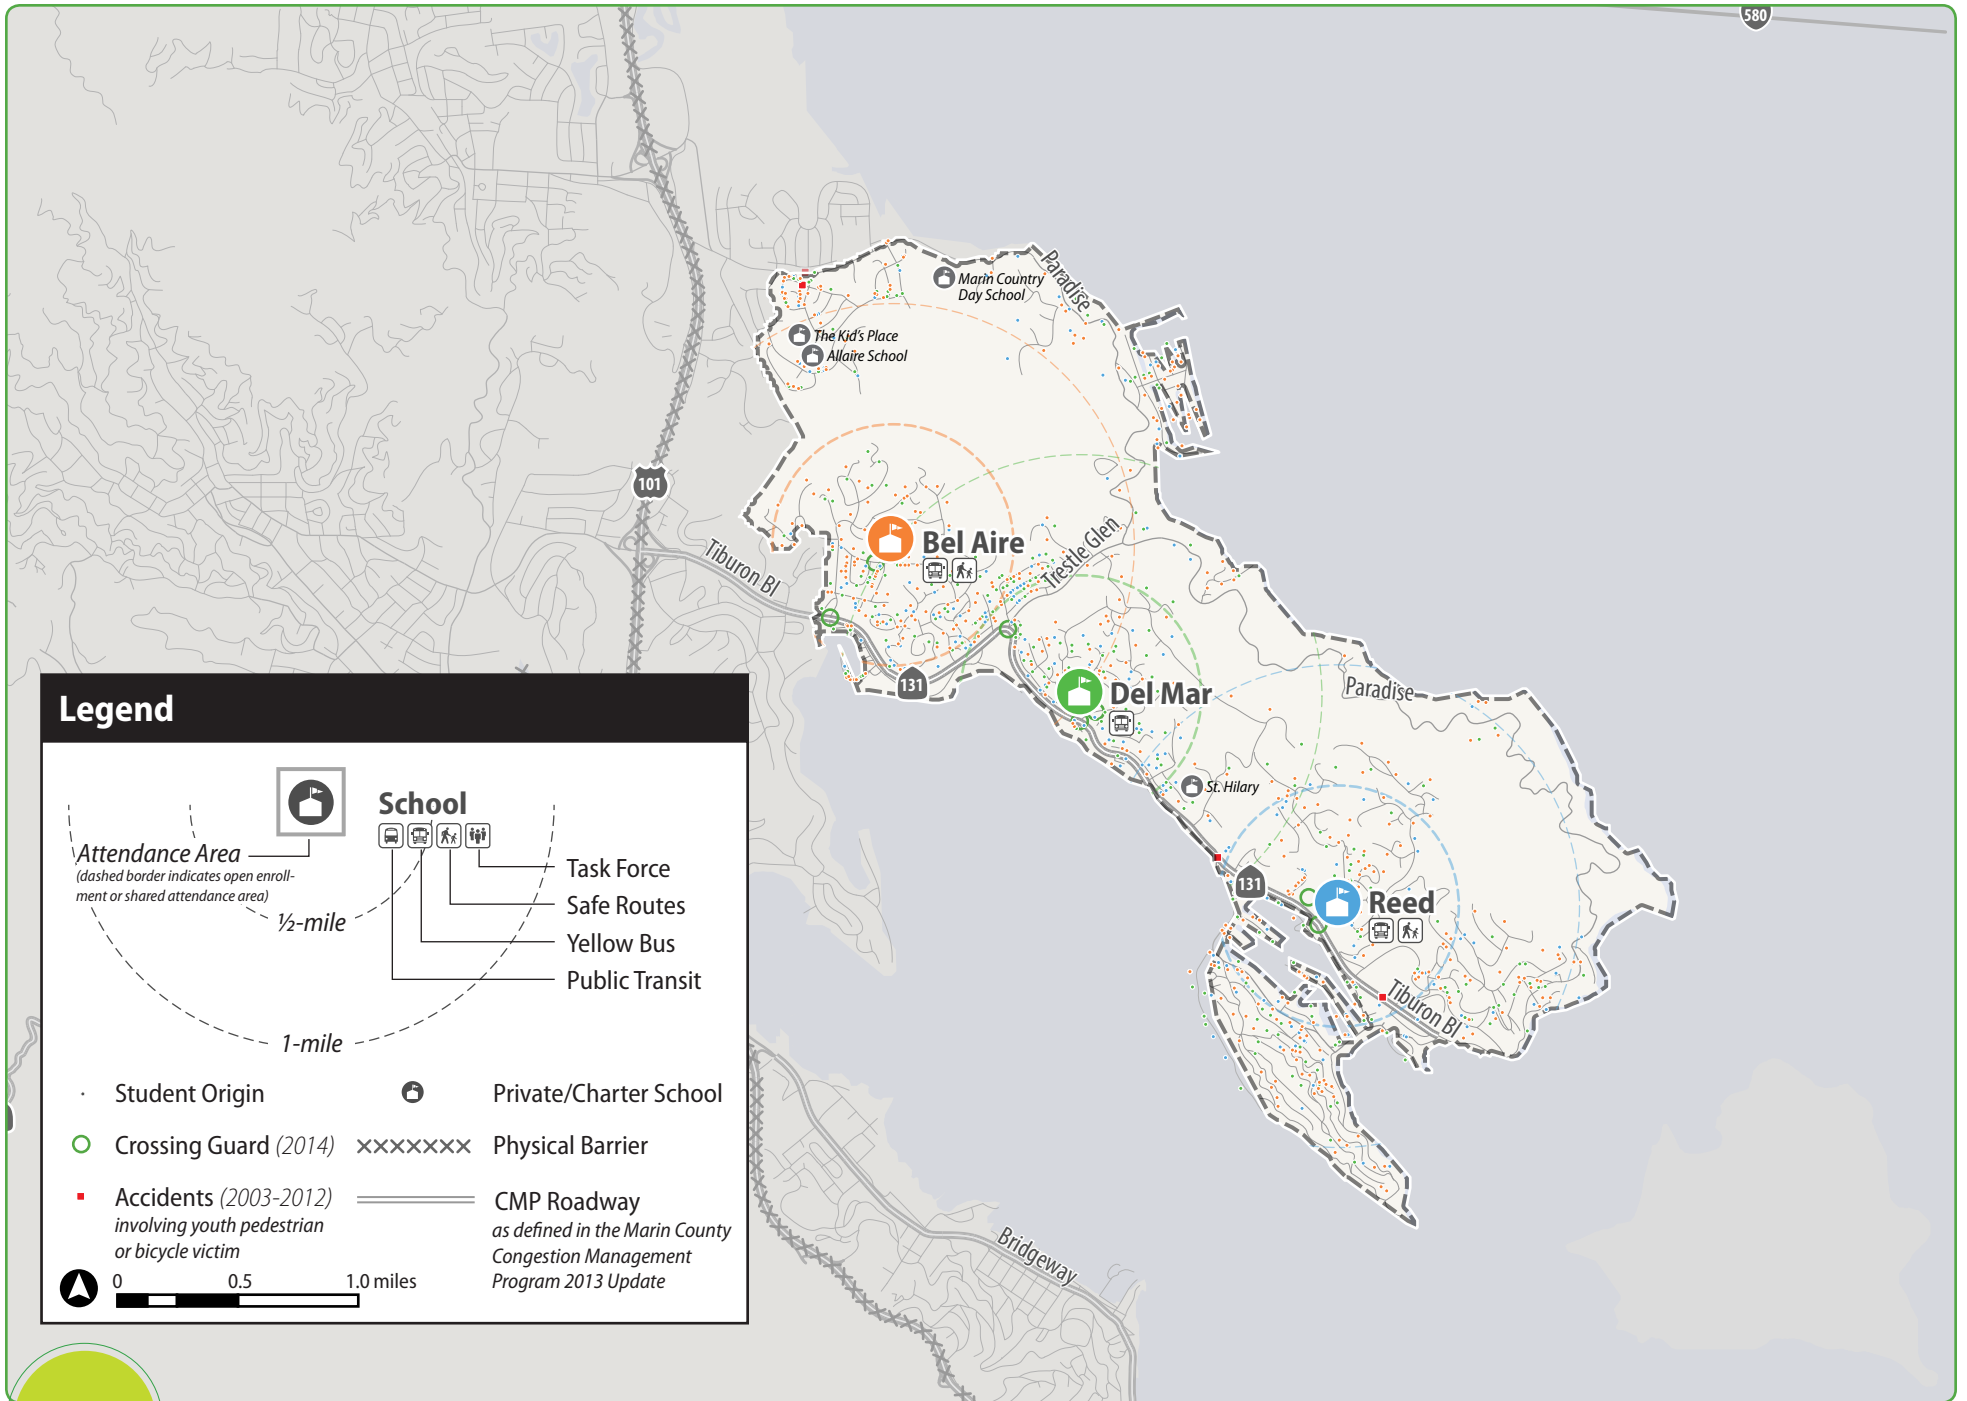 580
Paradise
Marin Country
Day School
The Kid's Place
Allaire School
101
Tiburon Bl
Bel Aire
Trestle Glen
131
Del Mar
Paradise
St. Hilary
131
Reed
Tiburon Bl
Bridgeway
Legend
School
Attendance Area
(dashed border indicates open enroll-
ment or shared attendance area)
½-mile
1-mile
Task Force
Safe Routes
Yellow Bus
Public Transit
Student Origin
Private/Charter School
Crossing Guard (2014)
Physical Barrier
Accidents (2003-2012)
involving youth pedestrian
or bicycle victim
CMP Roadway
as defined in the Marin County
Congestion Management
Program 2013 Update
0 0.5 1.0 miles